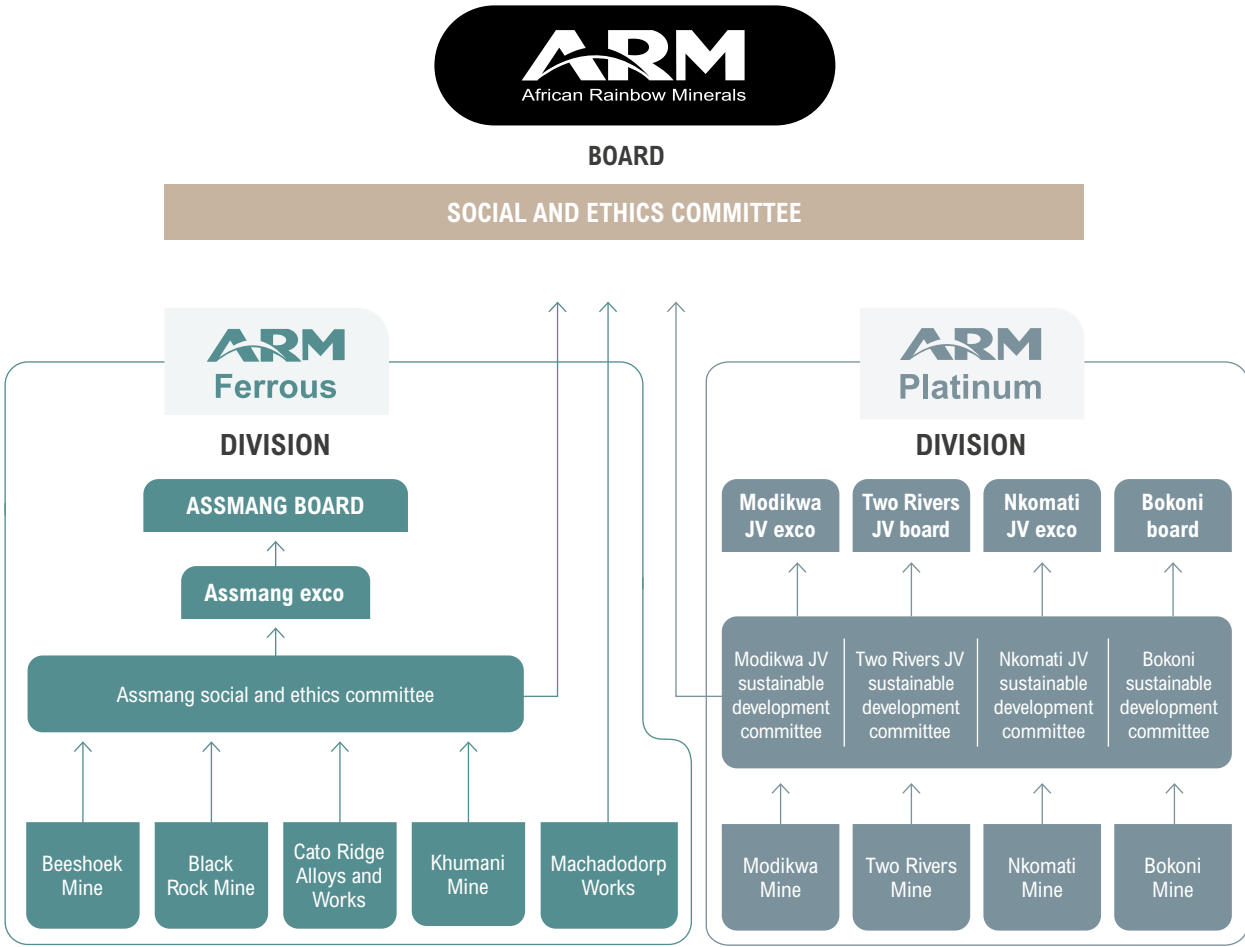 ARM
African Rainbow Minerals
BOARD
SOCIAL AND ETHICS COMMITTEE
ARM
Ferrous
DIVISION
ASSMANG BOARD
Assmang exco
Assmang social and ethics committee
Beeshoek
Mine
Black
Rock Mine
Cato Ridge
Alloys and
Works
Khumani
Mine
Machadodorp
Works
ARM
Platinum
DIVISION
Modikwa
JV exco
Two Rivers
JV board
Nkomati
JV exco
Bokoni
board
Modikwa JV
sustainable
development
committee
Two Rivers JV
sustainable
development
committee
Nkomati JV
sustainable
development
committee
Bokoni
sustainable
development
committee
Modikwa
Mine
Two Rivers
Mine
Nkomati
Mine
Bokoni
Mine